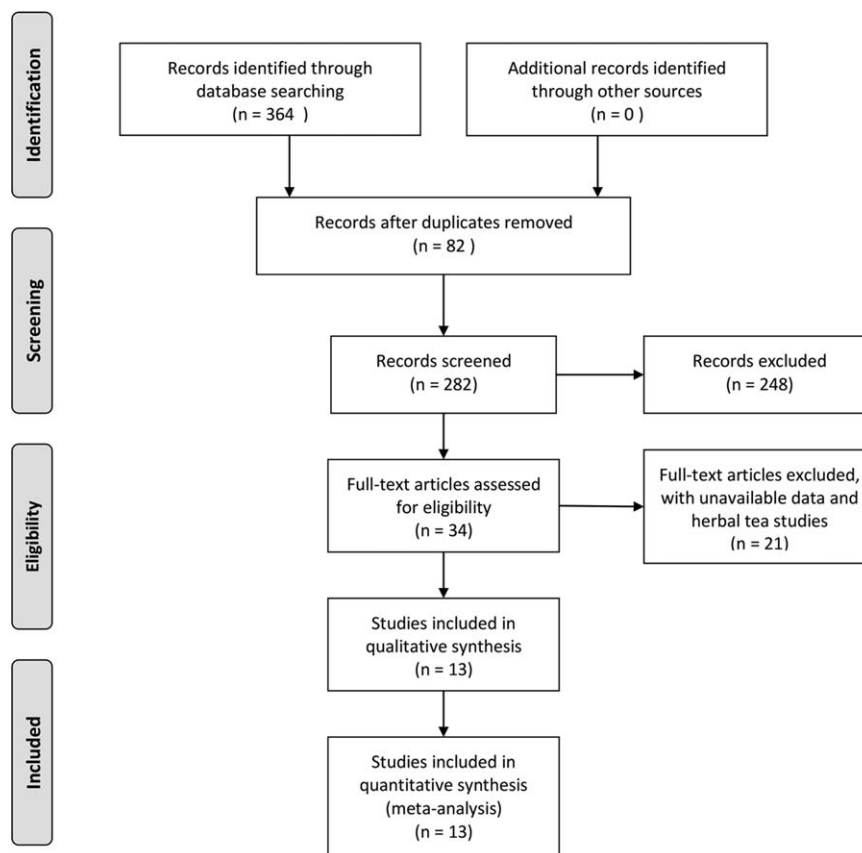 Identification
Records identified through
database searching
(n = 364 )
Additional records identified
through other sources
(n = 0 )
Records after duplicates removed
(n = 82 )
Screening
Records screened
(n = 282)
Records excluded
(n = 248)
Eligibility
Full-text articles assessed
for eligibility
(n = 34)
Full-text articles excluded,
with unavailable data and
herbal tea studies
(n = 21)
Studies included in
qualitative synthesis
(n = 13)
Included
Studies included in
quantitative synthesis
(meta-analysis)
(n = 13)